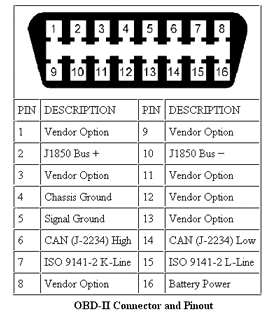 1 2 3 4 5 6 7 8
9 10 11 12 13 14 15 16
PIN DESCRIPTION PIN DESCRIPTION
1 Vendor Option 9 Vendor Option
2 J1850 Bus + 10 J1850 Bus –
3 Vendor Option 11 Vendor Option
4 Chassis Ground 12 Vendor Option
5 Signal Ground 13 Vendor Option
6 CAN (J-2234) High 14 CAN (J-2234) Low
7 ISO 9141-2 K-Line 15 ISO 9141-2 L-Line
8 Vendor Option 16 Battery Power
OBD-II Connector and Pinout